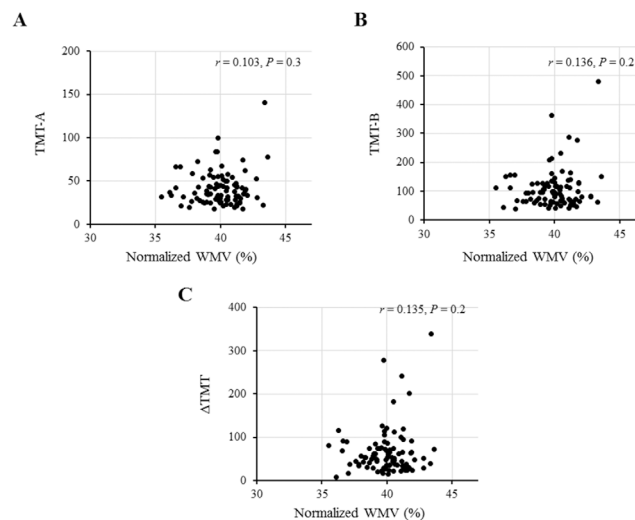 A
200
150
100
50
0
TMT-A
r = 0.103, P = 0.3
30 35 40 45
Normalized WMV (%)
B
600
500
400
300
200
100
0
TMT-B
r = 0.136, P = 0.2
30 35 40 45
Normalized WMV (%)
C
400
300
200
100
0
ΔTMT
r = 0.135, P = 0.2
30 35 40 45
Normalized WMV (%)